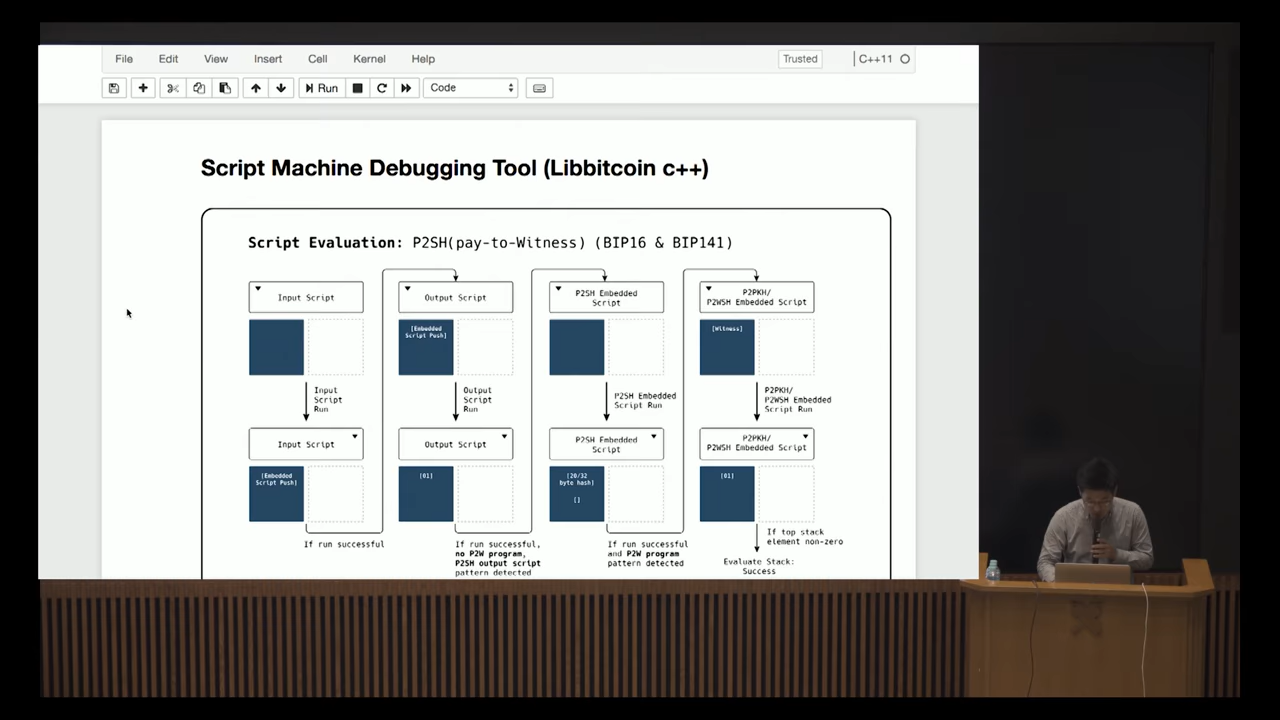 File Edit View Insert Cell Kernel Help Trusted C++11
Run Code
Script Machine Debugging Tool (Libbitcoin c++)
Script Evaluation: P2SH(pay-to-Witness) (BIP16 & BIP141)
Input Script
Output Script
P2SH Embedded
Script
P2PKH/
P2WSH Embedded Script
[Embedded
Script Push]
[Witness]
Input
Script
Run
Output
Script
Run
P2SH Embedded
Script Run
P2PKH/
P2WSH Embedded
Script Run
Input Script
Output Script
P2SH Embedded
Script
P2PKH/
P2WSH Embedded Script
[Embedded
Script Push]
[01]
[20/32
byte hash]
[]
[01]
If run successful
If run successful,
no P2W program,
P2SH output script
pattern detected
If run successful
and P2W program
pattern detected
If top stack
element non-zero
Evaluate Stack:
Success